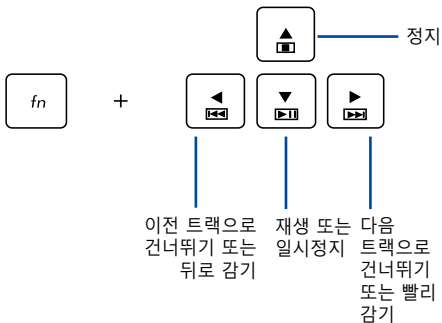 정지
fn
+
이전 트랙으로
건너뛰기 또는
뒤로 감기
재생 또는
일시정지
다음
트랙으로
건너뛰기
또는 빨리
감기